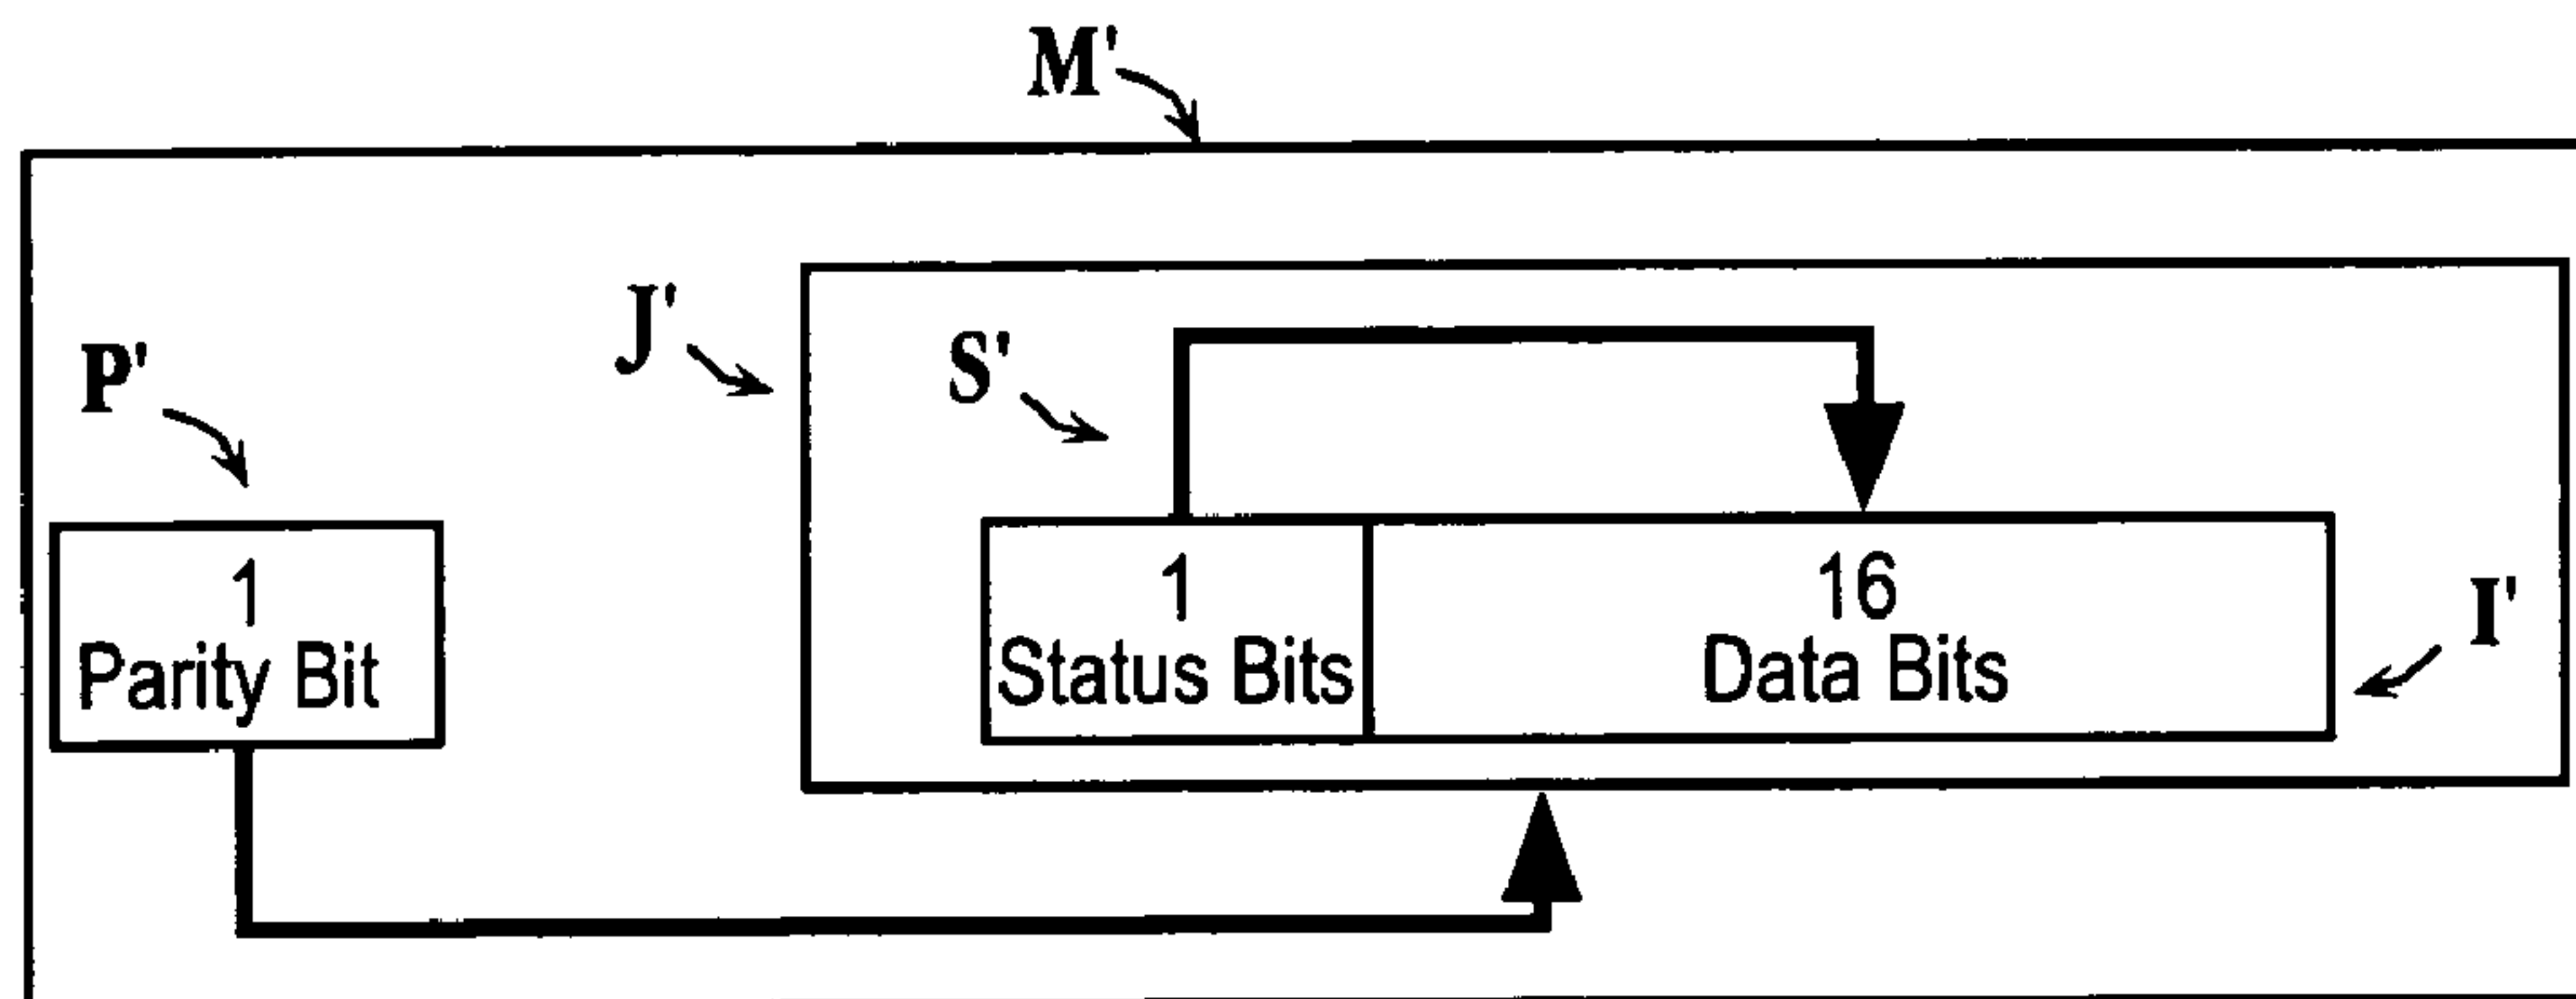 M'
J'
S'
P'
1
Parity Bit
1
Status Bits
16
Data Bits
I'